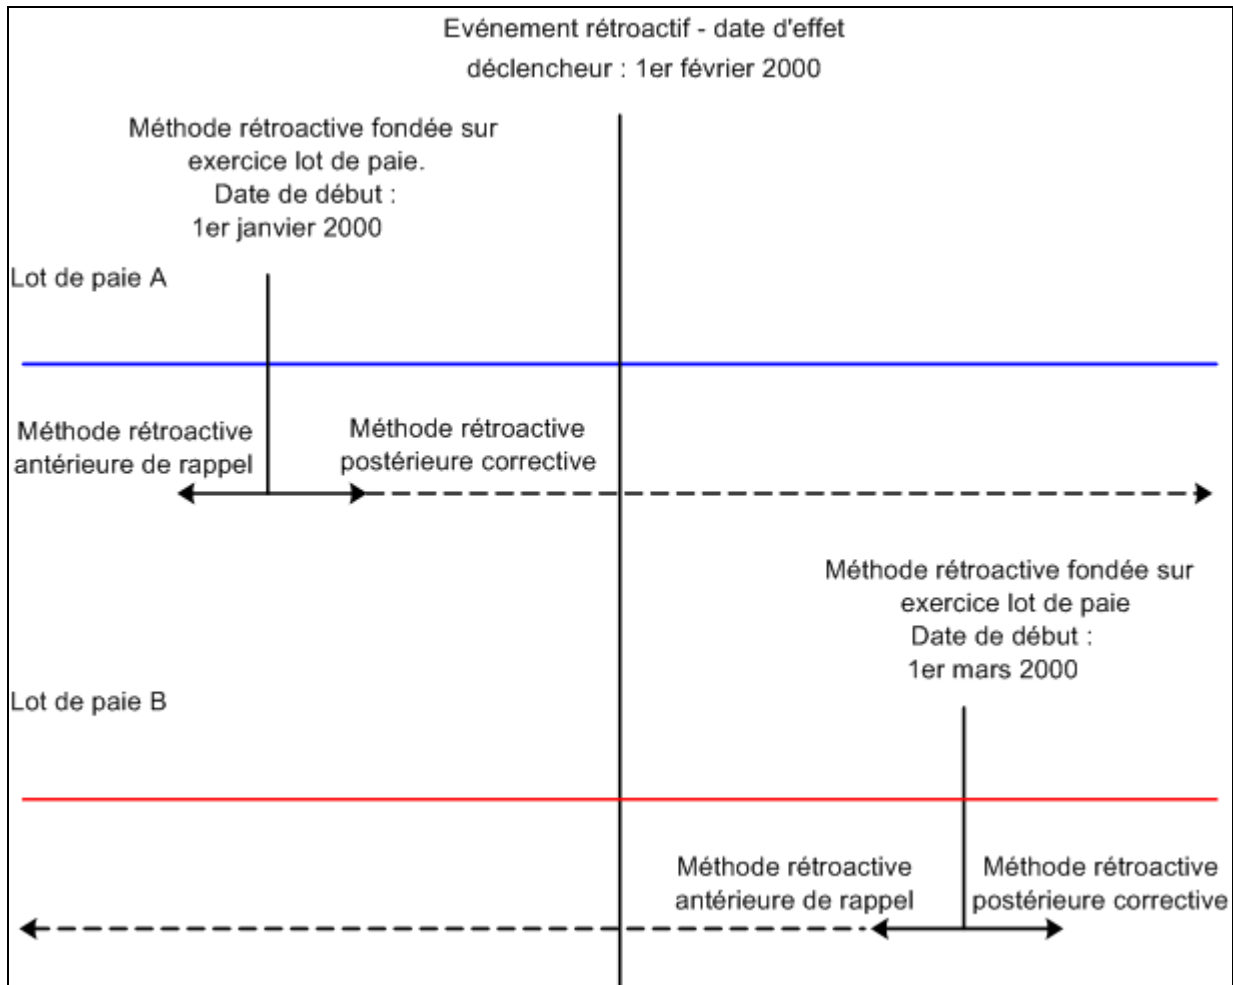 Evénement rétroactif - date d'effet
déclencheur : 1er février 2000
Méthode rétroactive fondée sur
exercice lot de paie.
Date de début :
1er janvier 2000
Lot de paie A
Méthode rétroactive
antérieure de rappel
Méthode rétroactive
postérieure corrective
Méthode rétroactive fondée sur
exercice lot de paie
Date de début :
1er mars 2000
Lot de paie B
Méthode rétroactive
antérieure de rappel
Méthode rétroactive
postérieure corrective